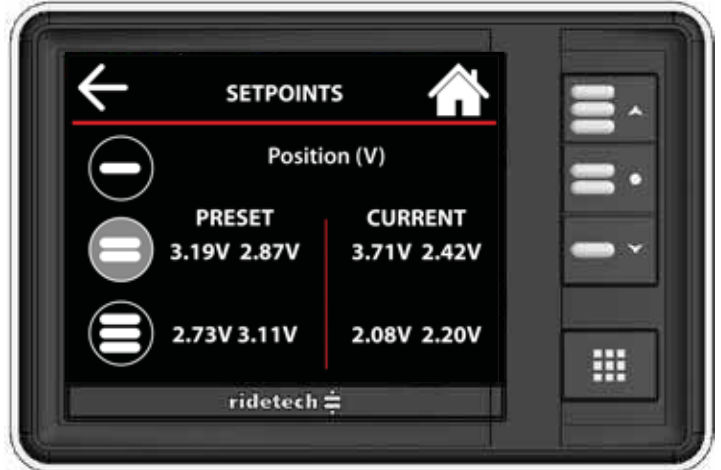 SETPOINTS
Position (V)
PRESET CURRENT
3.19V 2.87V 3.71V 2.42V
2.73V 3.11V 2.08V 2.20V
ridetech